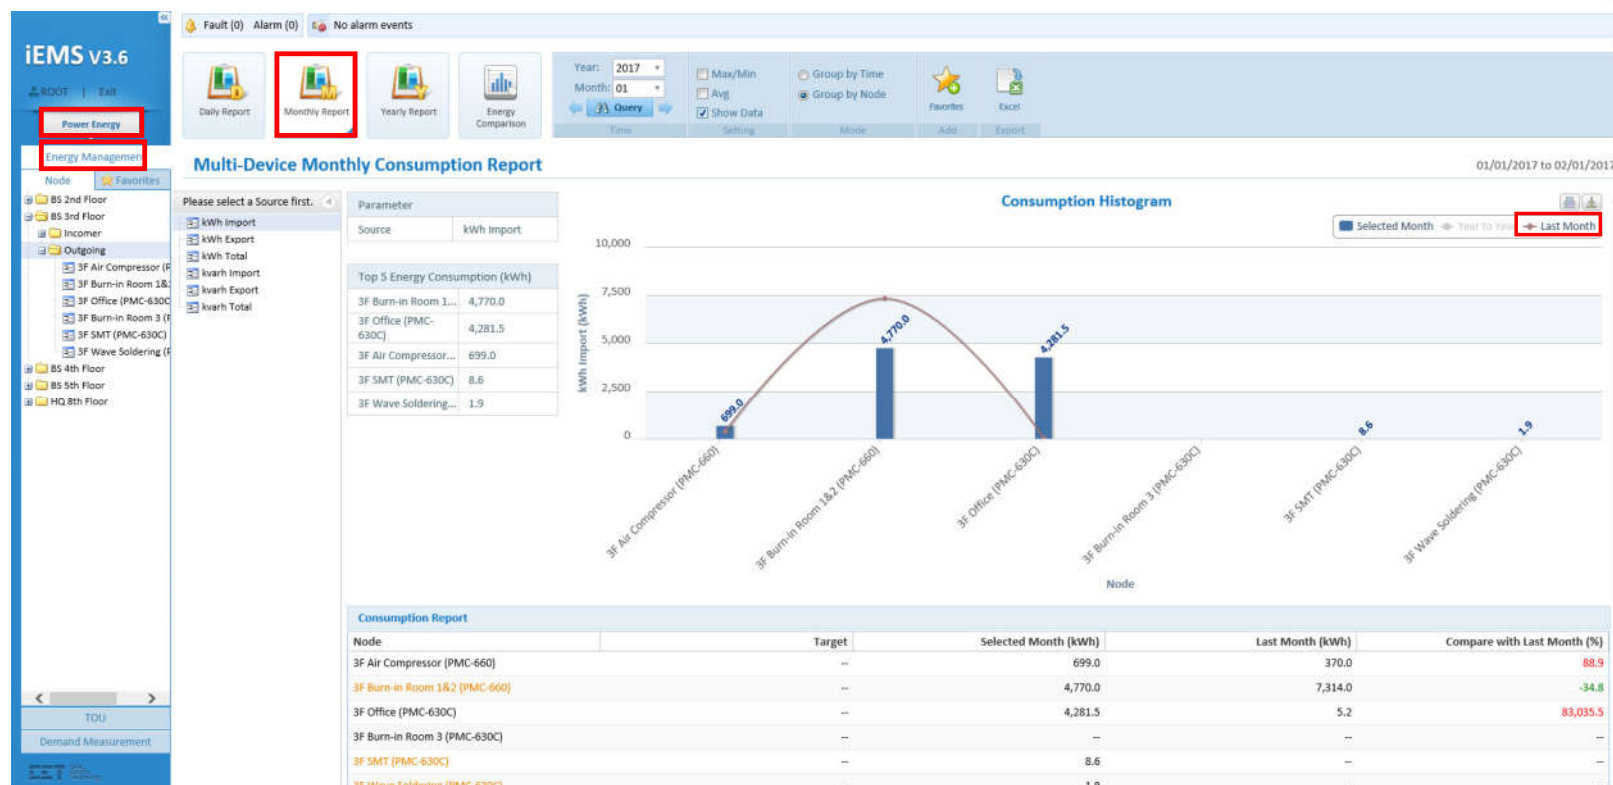 Fault (0) Alarm (0) No alarm events
iEMS V3.6
ROOT | Exit
Power Energy
Energy Managemen
Node Favorites
BS 2nd Floor
BS 3rd Floor
Incomer
Outgoing
3F Air Compressor (P
3F Burn-in Room 1&
3F Office (PMC-630C
3F Burn-in Room 3 (P
3F SMT (PMC-630C)
3F Wave Soldering (P
BS 4th Floor
BS 5th Floor
HQ 8th Floor
TOU
Demand Measurement
Daily Report
Monthly Report
Yearly Report
Energy Comparison
Year: 2017
Month: 01
Query
Time
Max/Min
Avg
Show Data
Setting
Group by Time
Group by Node
Mode
Favorites
Add
Excel
Export
Multi-Device Monthly Consumption Report
01/01/2017 to 02/01/2017
Please select a Source first.
kWh Import
kWh Export
kWh Total
kvarh Import
kvarh Export
kvarh Total
Parameter
Source kWh Import
Top 5 Energy Consumption (kWh)
3F Burn-in Room 1... 4,770.0
3F Office (PMC-630C) 4,281.5
3F Air Compressor... 699.0
3F SMT (PMC-630C) 8.6
3F Wave Soldering... 1.9
Consumption Histogram
Selected Month Year to Year Last Month
kWh Import (kWh)
10,000
7,500
5,000
2,500
0
699.0
4,770.0
4,281.5
8.6
1.9
3F Air Compressor (PMC-660)
3F Burn-in Room 1&2 (PMC-660)
3F Office (PMC-630C)
3F Burn-in Room 3 (PMC-630C)
3F SMT (PMC-630C)
3F Wave Soldering (PMC-630C)
Node
Consumption Report
Node Target Selected Month (kWh) Last Month (kWh) Compare with Last Month (%)
3F Air Compressor (PMC-660) -- 699.0 370.0 88.9
3F Burn-in Room 1&2 (PMC-660) -- 4,770.0 7,314.0 -34.8
3F Office (PMC-630C) -- 4,281.5 5.2 83,035.5
3F Burn-in Room 3 (PMC-630C) -- -- -- --
3F SMT (PMC-630C) -- 8.6 -- --
3F Wave Soldering (PMC-630C) 1.9